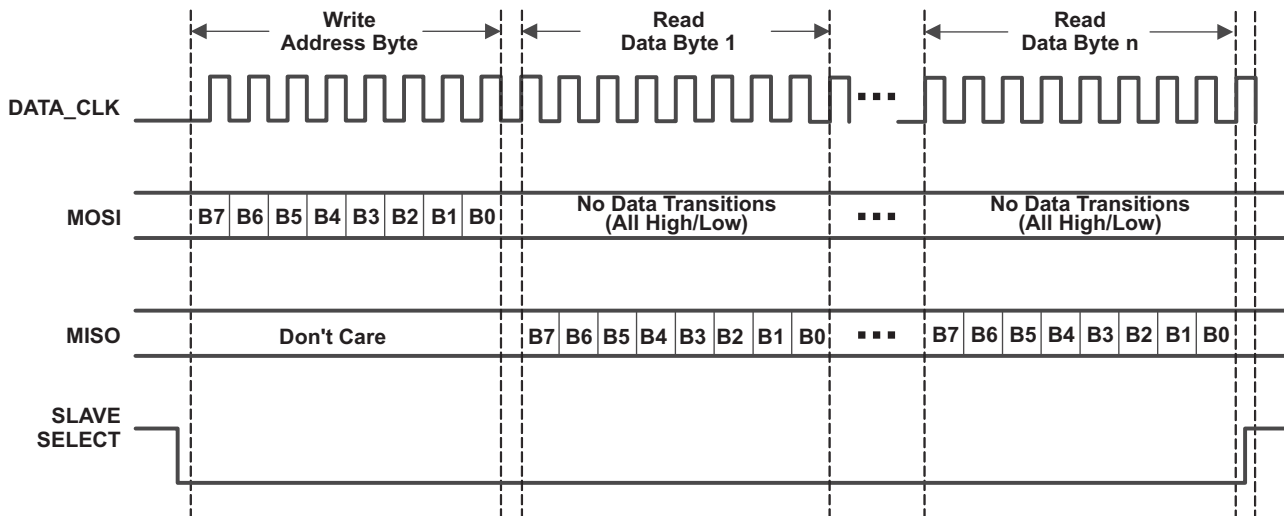 Write
Address Byte
Read
Data Byte 1
Read
Data Byte n
DATA_CLK
MOSI
B7 B6 B5 B4 B3 B2 B1 B0
No Data Transitions
(All High/Low)
No Data Transitions
(All High/Low)
MISO
Don't Care
B7 B6 B5 B4 B3 B2 B1 B0
B7 B6 B5 B4 B3 B2 B1 B0
SLAVE
SELECT